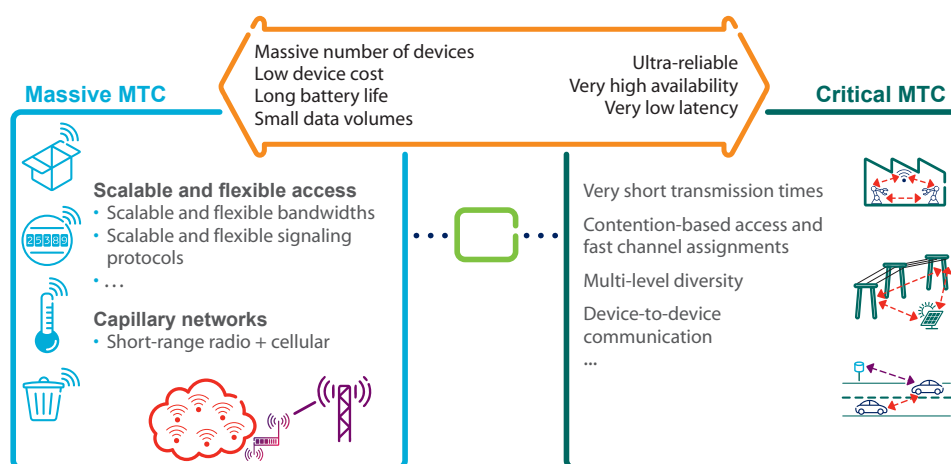 Massive number of devices
Low device cost
Long battery life
Small data volumes
Ultra-reliable
Very high availability
Very low latency
Massive MTC
Critical MTC
Scalable and flexible access
• Scalable and flexible bandwidths
• Scalable and flexible signaling
protocols
• ...
Capillary networks
• Short-range radio + cellular
25389
Very short transmission times
Contention-based access and
fast channel assignments
Multi-level diversity
Device-to-device
communication
...